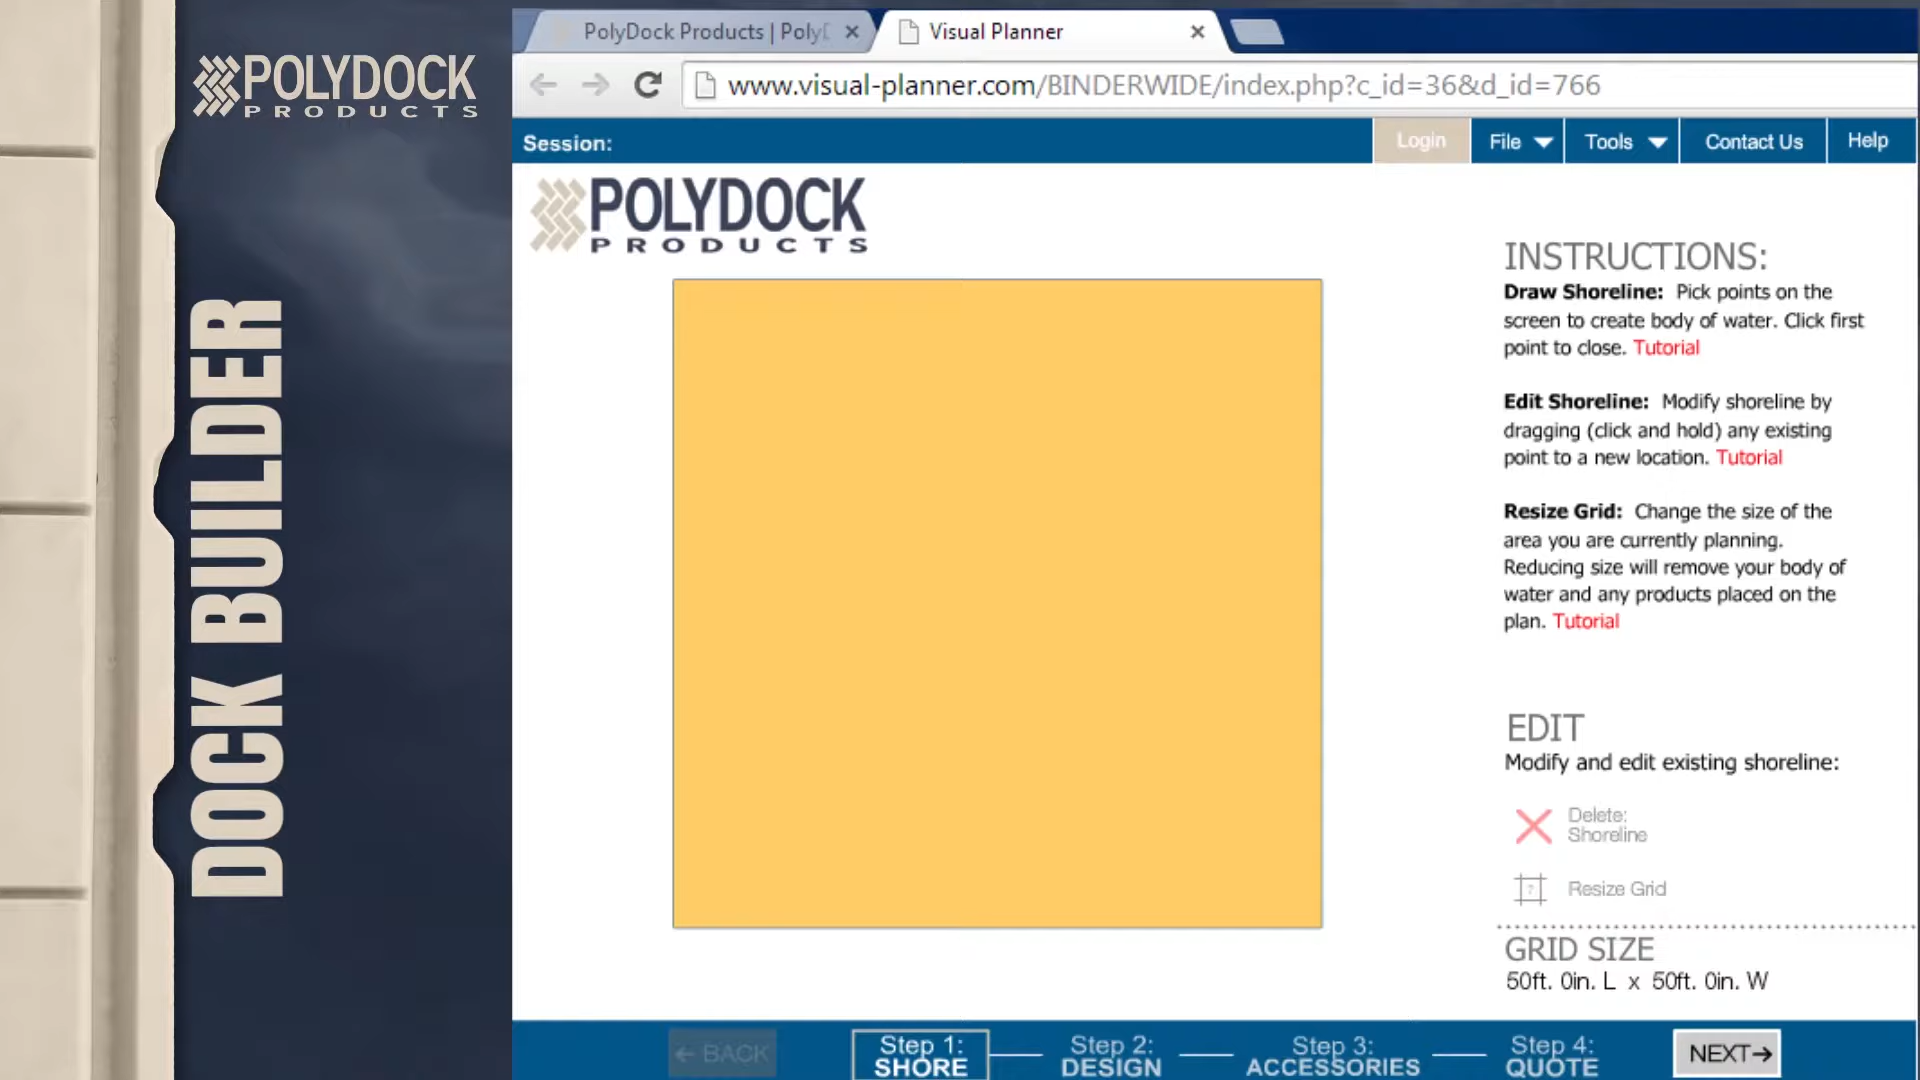 POLYDOCK
PRODUCTS
DOCK BUILDER
PolyDock Products | PolyD
Visual Planner
www.visual-planner.com/BINDERWIDE/index.php?c_id=36&d_id=766
Session:
Login
File
Tools
Contact Us
Help
POLYDOCK
PRODUCTS
INSTRUCTIONS:
Draw Shoreline: Pick points on the
screen to create body of water. Click first
point to close. Tutorial
Edit Shoreline: Modify shoreline by
dragging (click and hold) any existing
point to a new location. Tutorial
Resize Grid: Change the size of the
area you are currently planning.
Reducing size will remove your body of
water and any products placed on the
plan. Tutorial
EDIT
Modify and edit existing shoreline:
Delete:
Shoreline
? Resize Grid
GRID SIZE
50ft. 0in. L x 50ft. 0in. W
← BACK
Step 1:
SHORE
Step 2:
DESIGN
Step 3:
ACCESSORIES
Step 4:
QUOTE
NEXT→